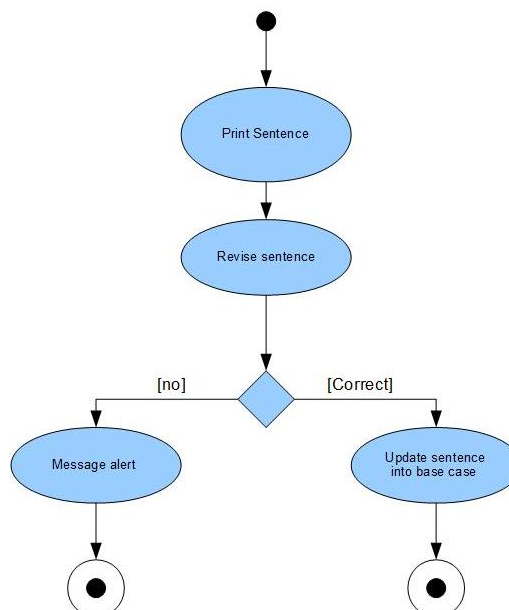 Print Sentence
Revise sentence
[no]
[Correct]
Message alert
Update sentence
into base case